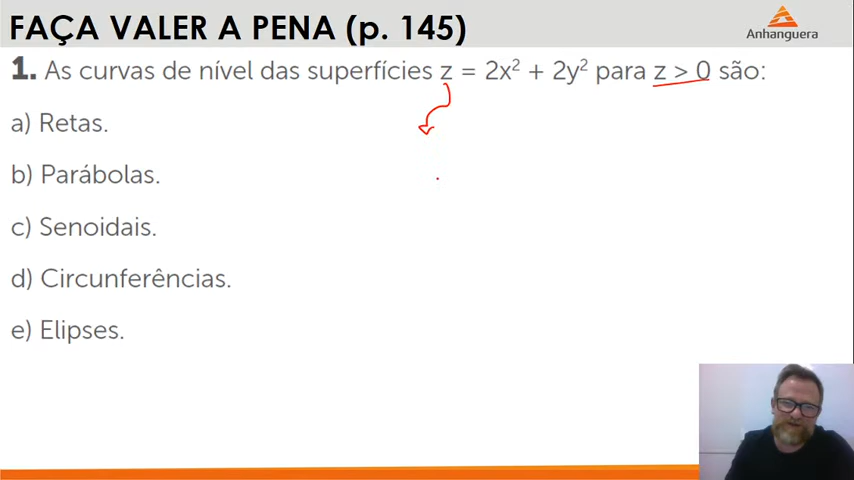 FAÇA VALER A PENA (p. 145)
Anhanguera
1. As curvas de nível das superfícies z = 2x² + 2y² para z > 0 são:
a) Retas.
b) Parábolas.
c) Senoidais.
d) Circunferências.
e) Elipses.